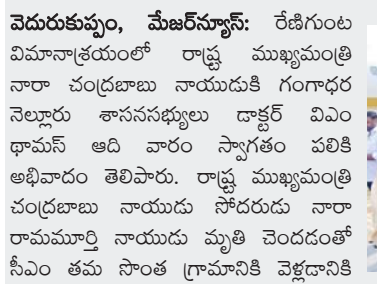 వెదురుకుప్పం, మేజర్‌న్యూస్: రేణిగుంట
విమానాశ్రయంలో రాష్ట్ర ముఖ్యమంత్రి
నారా చంద్రబాబు నాయుడుకి గంగాధర
నెల్లూరు శాసనసభ్యులు డాక్టర్ విఎం
థామస్ ఆది వారం స్వాగతం పలికి
అభివాదం తెలిపారు. రాష్ట్ర ముఖ్యమంత్రి
చంద్రబాబు నాయుడు సోదరుడు నారా
రామమూర్తి నాయుడు మృతి చెందడంతో
సీఎం తమ సొంత గ్రామానికి వెళ్లడానికి